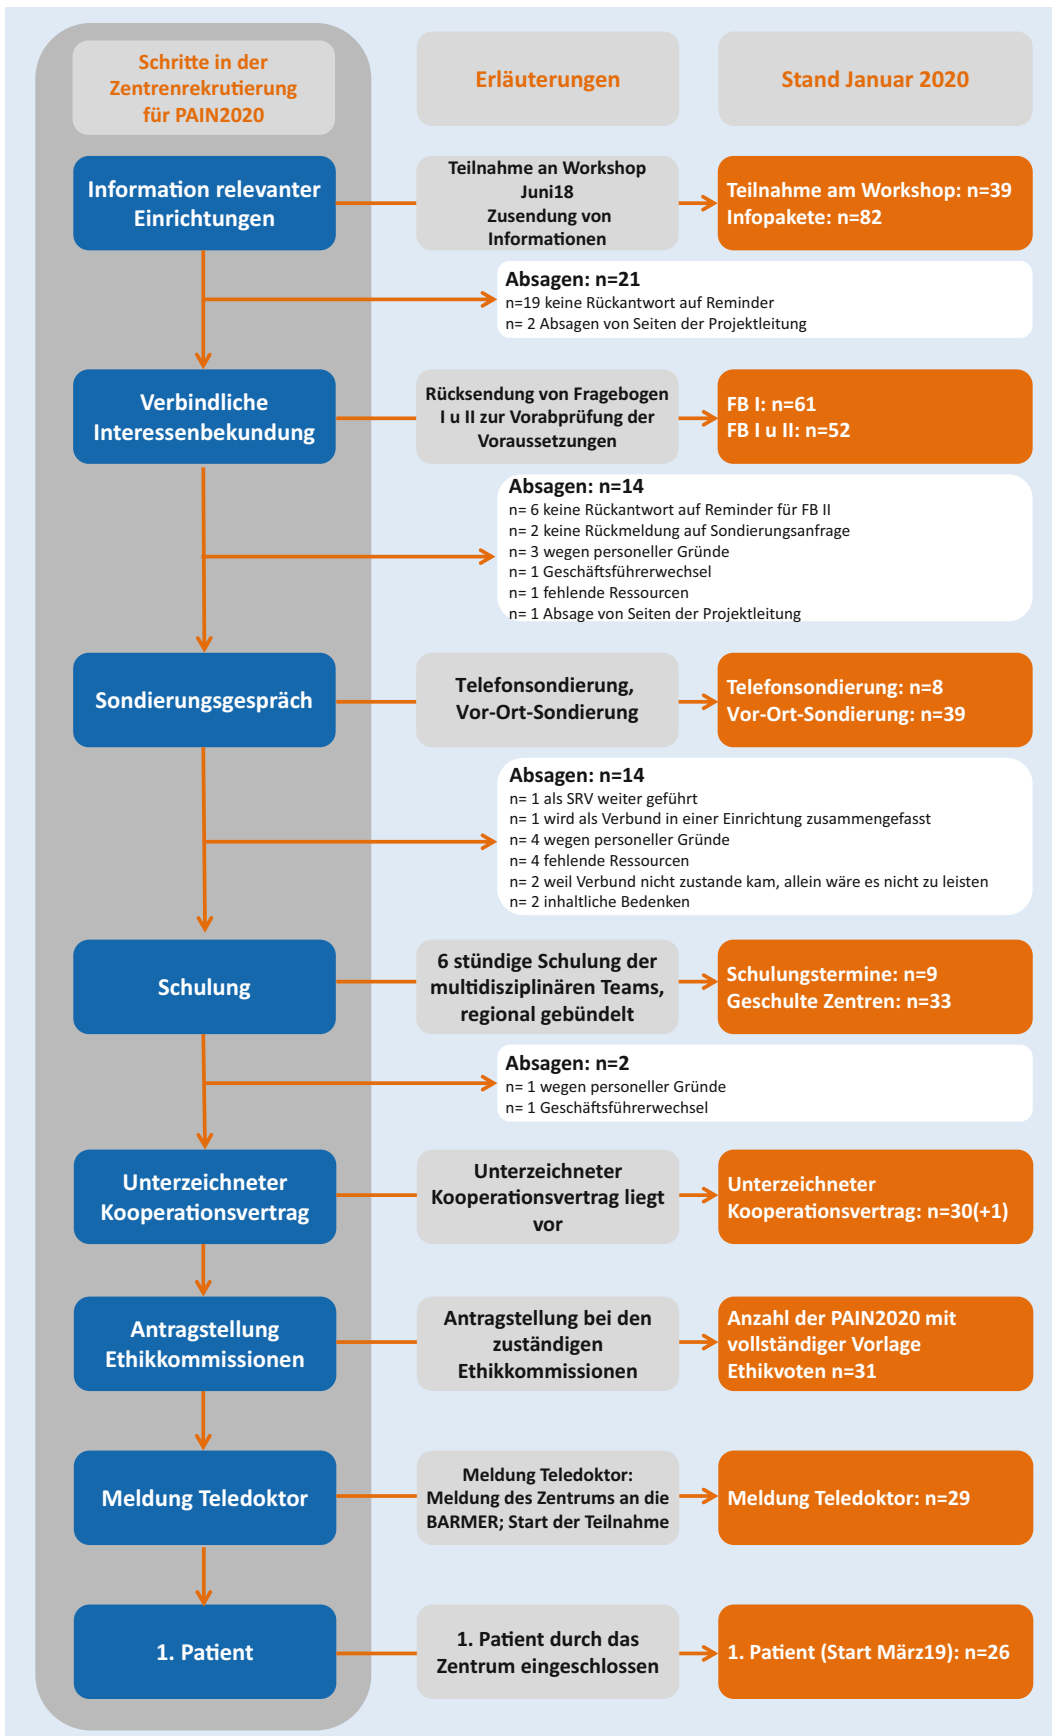 Schritte in der
Zentrenrekrutierung
für PAIN2020
Erläuterungen
Stand Januar 2020
Information relevanter
Einrichtungen
Teilnahme an Workshop
Juni18
Zusendung von
Informationen
Teilnahme am Workshop: n=39
Infopakete: n=82
Absagen: n=21
n=19 keine Rückantwort auf Reminder
n= 2 Absagen von Seiten der Projektleitung
Verbindliche
Interessenbekundung
Rücksendung von Fragebogen
I u II zur Vorabprüfung der
Voraussetzungen
FB I: n=61
FB I u II: n=52
Absagen: n=14
n= 6 keine Rückantwort auf Reminder für FB II
n= 2 keine Rückmeldung auf Sondierungsanfrage
n= 3 wegen personeller Gründe
n= 1 Geschäftsführerwechsel
n= 1 fehlende Ressourcen
n= 1 Absage von Seiten der Projektleitung
Sondierungsgespräch
Telefonsondierung,
Vor-Ort-Sondierung
Telefonsondierung: n=8
Vor-Ort-Sondierung: n=39
Absagen: n=14
n= 1 als SRV weiter geführt
n= 1 wird als Verbund in einer Einrichtung zusammengefasst
n= 4 wegen personeller Gründe
n= 4 fehlende Ressourcen
n= 2 weil Verbund nicht zustande kam, allein wäre es nicht zu leisten
n= 2 inhaltliche Bedenken
Schulung
6 stündige Schulung der
multidisziplinären Teams,
regional gebündelt
Schulungstermine: n=9
Geschulte Zentren: n=33
Absagen: n=2
n= 1 wegen personeller Gründe
n= 1 Geschäftsführerwechsel
Unterzeichneter
Kooperationsvertrag
Unterzeichneter
Kooperationsvertrag liegt
vor
Unterzeichneter
Kooperationsvertrag: n=30(+1)
Antragstellung
Ethikkommissionen
Antragstellung bei den
zuständigen
Ethikkommissionen
Anzahl der PAIN2020 mit
vollständiger Vorlage
Ethikvoten n=31
Meldung Teledoktor
Meldung Teledoktor:
Meldung des Zentrums an die
BARMER; Start der Teilnahme
Meldung Teledoktor: n=29
1. Patient
1. Patient durch das
Zentrum eingeschlossen
1. Patient (Start März19): n=26